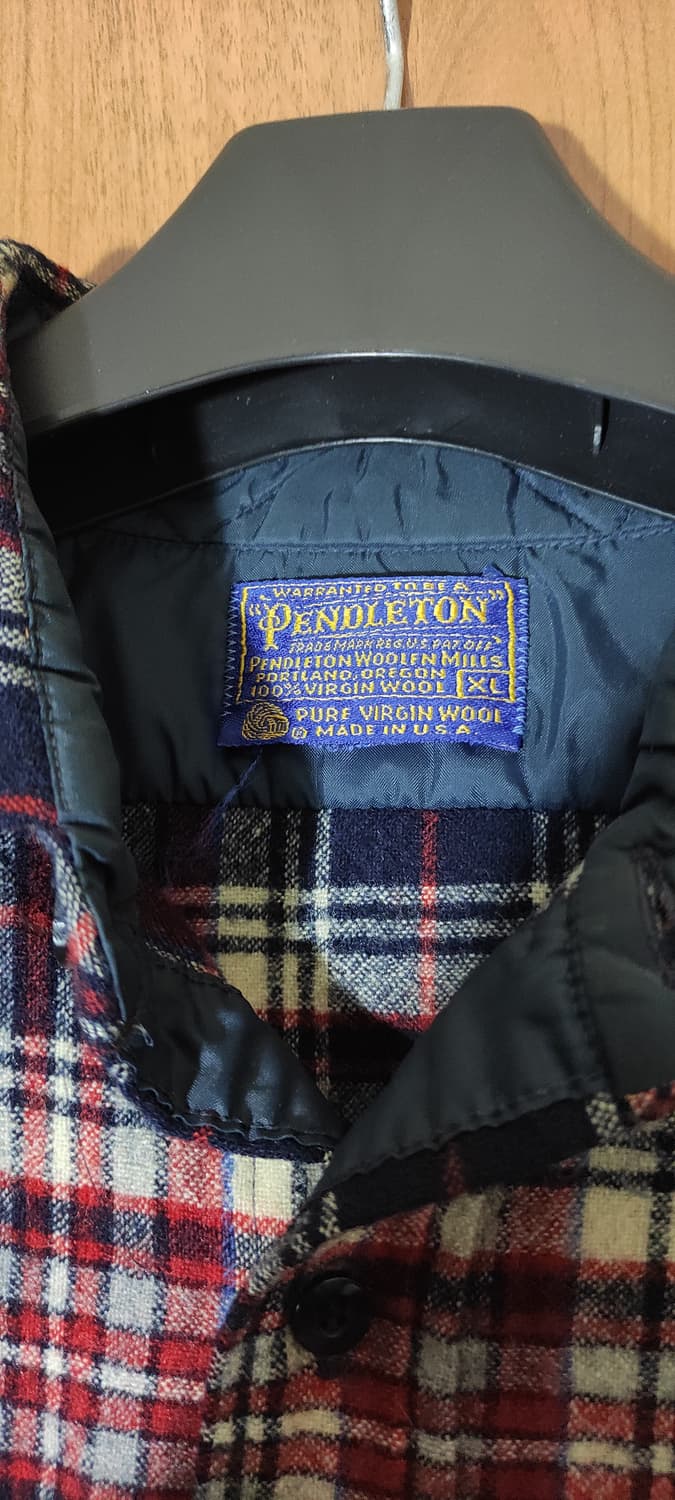 WARRANTED TO BE A
"PENDLETON"
TRADE MARK REG. U.S. PAT. OFF.
PENDLETON WOOLEN MILLS
PORTLAND, OREGON
100% VIRGIN WOOL XL
PURE VIRGIN WOOL
® MADE IN U.S.A.